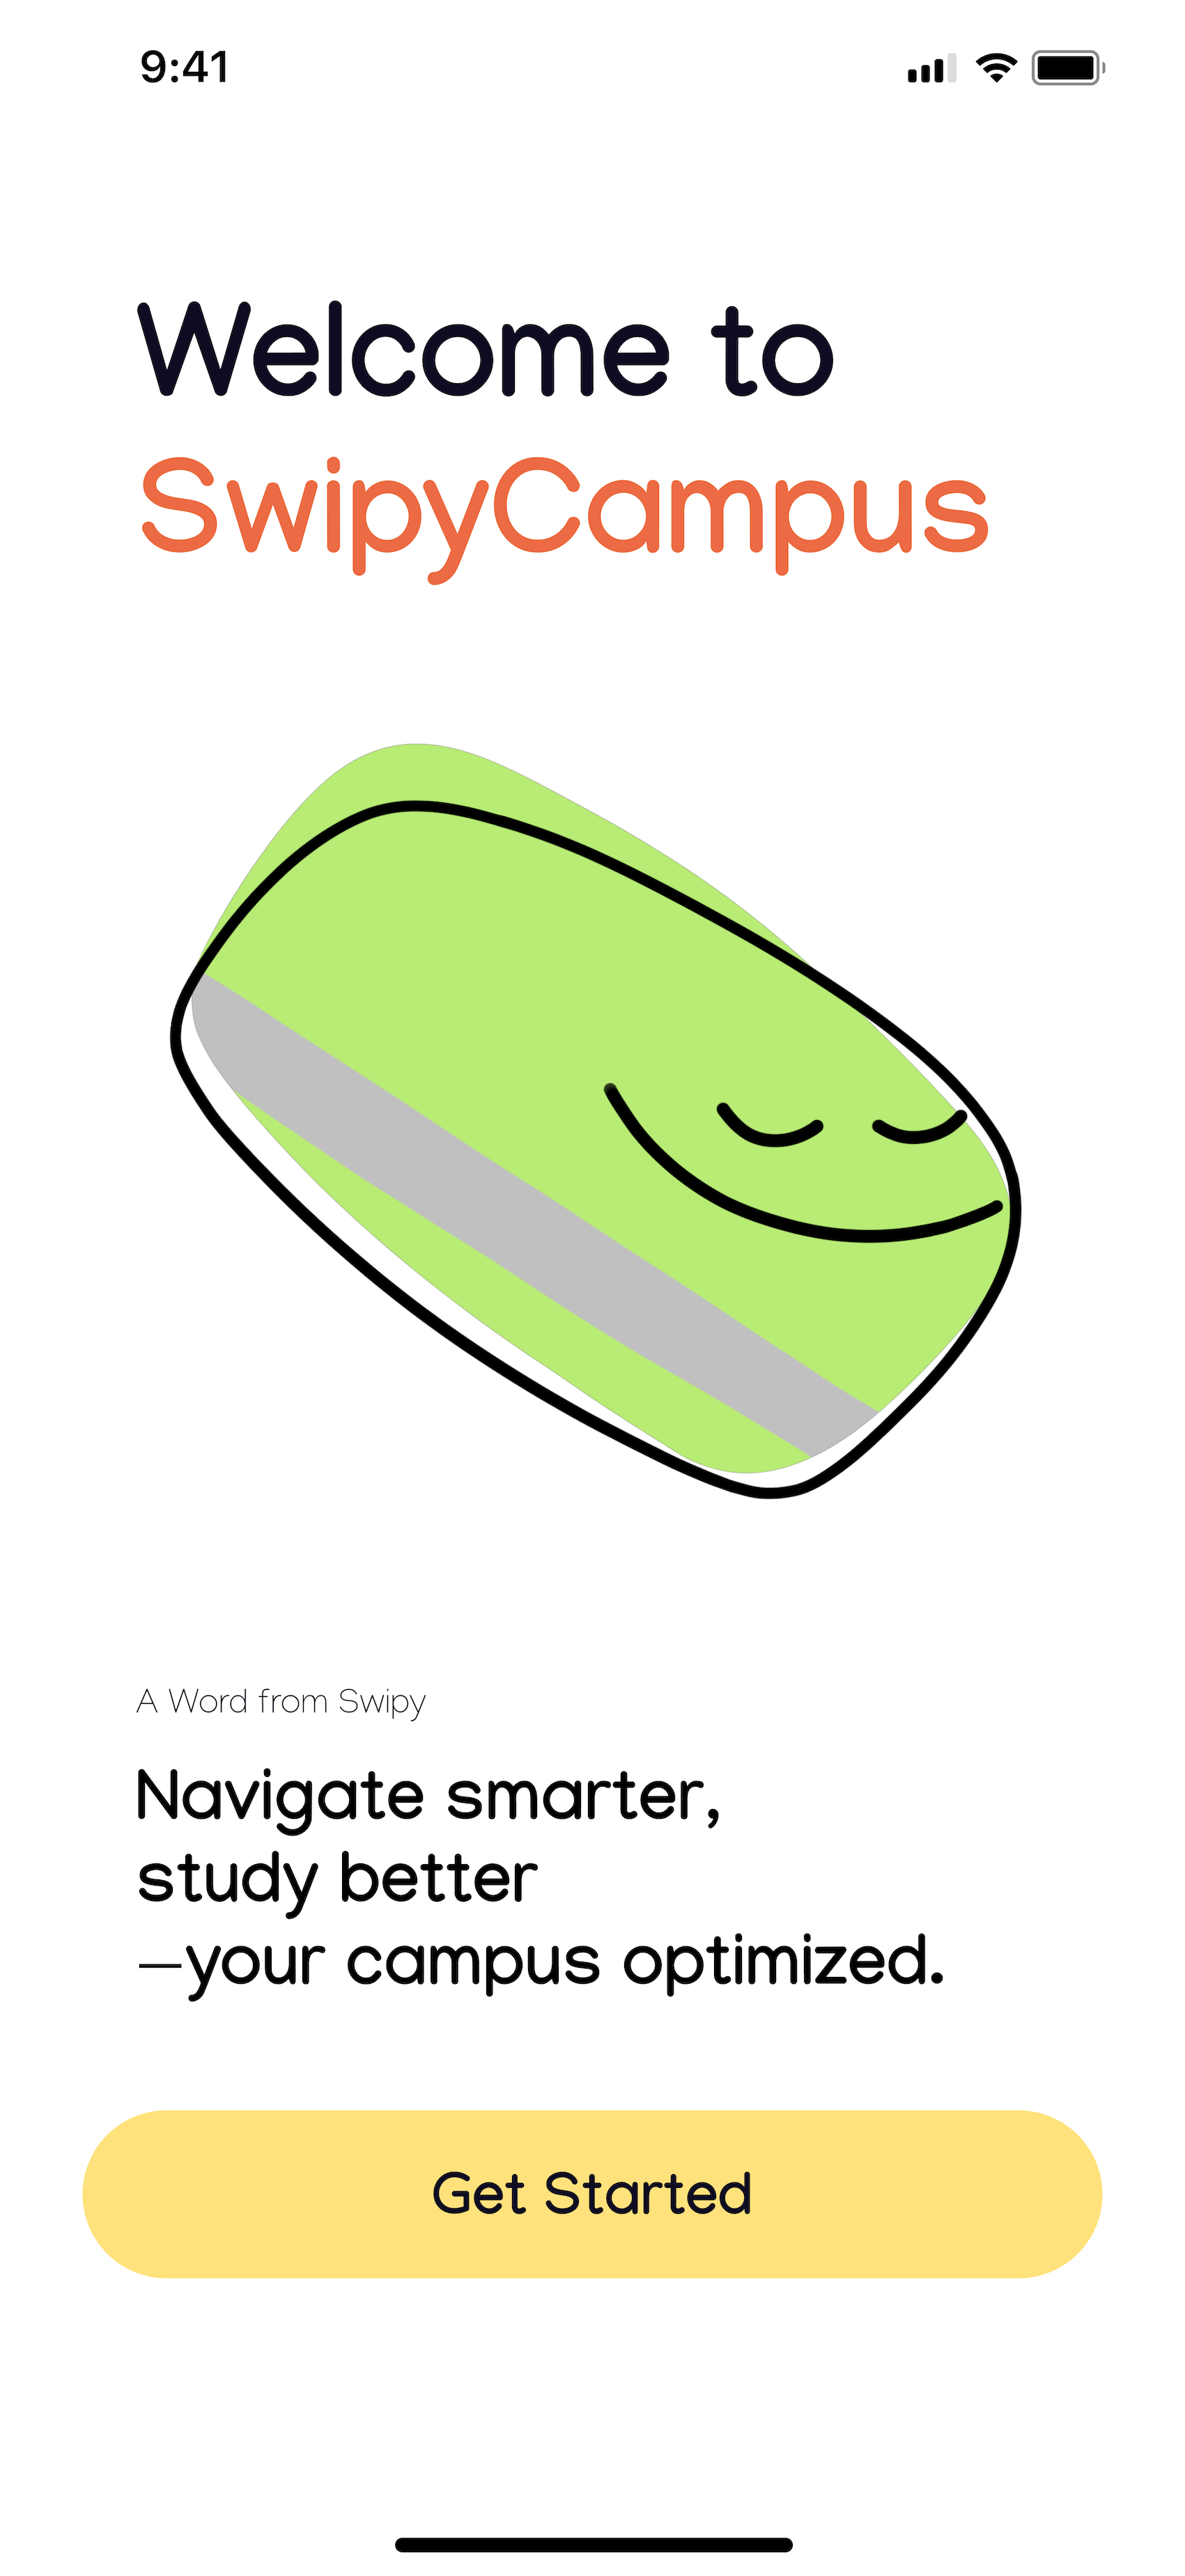 9:41
Welcome to
SwipyCampus
A Word from Swipy
Navigate smarter,
study better
—your campus optimized.
Get Started